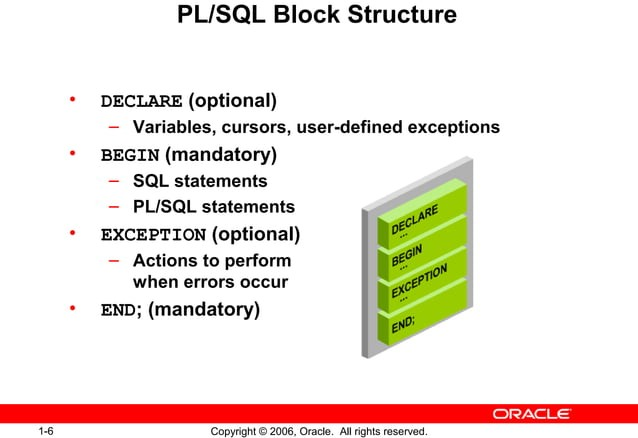 PL/SQL Block Structure
• DECLARE (optional)
– Variables, cursors, user-defined exceptions
• BEGIN (mandatory)
– SQL statements
– PL/SQL statements
• EXCEPTION (optional)
– Actions to perform
when errors occur
• END; (mandatory)
DECLARE
...
BEGIN
...
EXCEPTION
...
END;
ORACLE
1-6
Copyright © 2006, Oracle. All rights reserved.